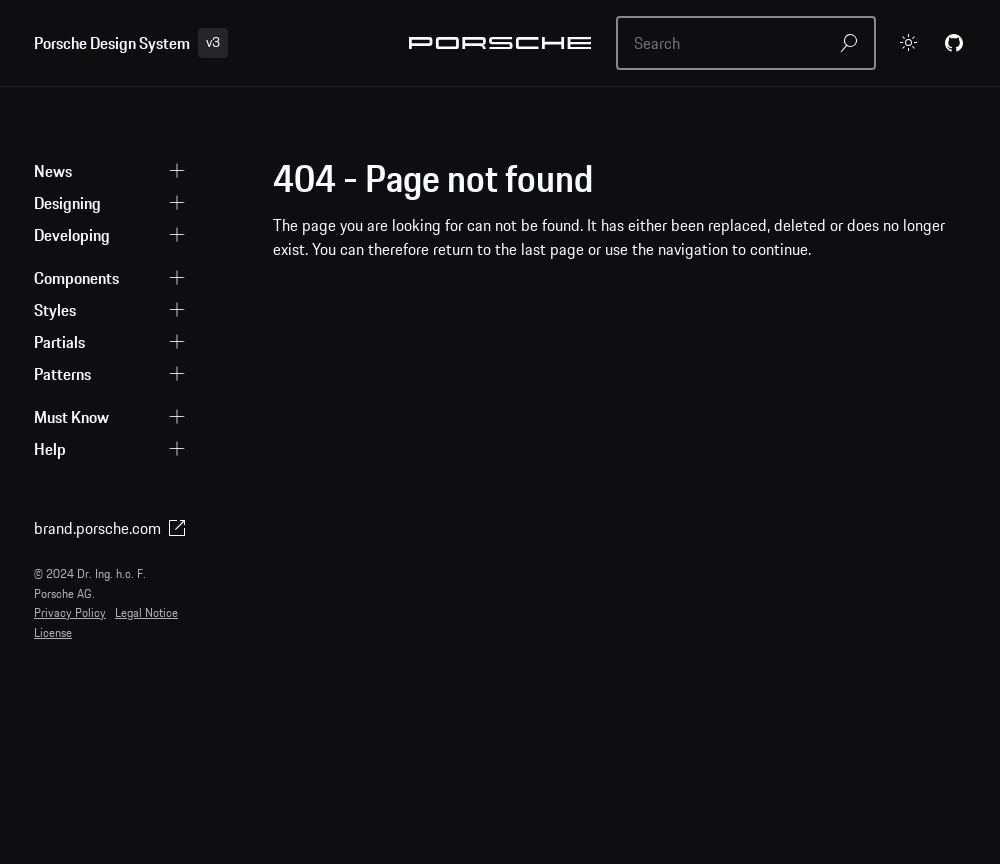 Porsche Design System v3
PORSCHE
Search
News
Designing
Developing
Components
Styles
Partials
Patterns
Must Know
Help
brand.porsche.com
© 2024 Dr. Ing. h.c. F.
Porsche AG.
Privacy Policy Legal Notice
License
404 - Page not found
The page you are looking for can not be found. It has either been replaced, deleted or does no longer
exist. You can therefore return to the last page or use the navigation to continue.